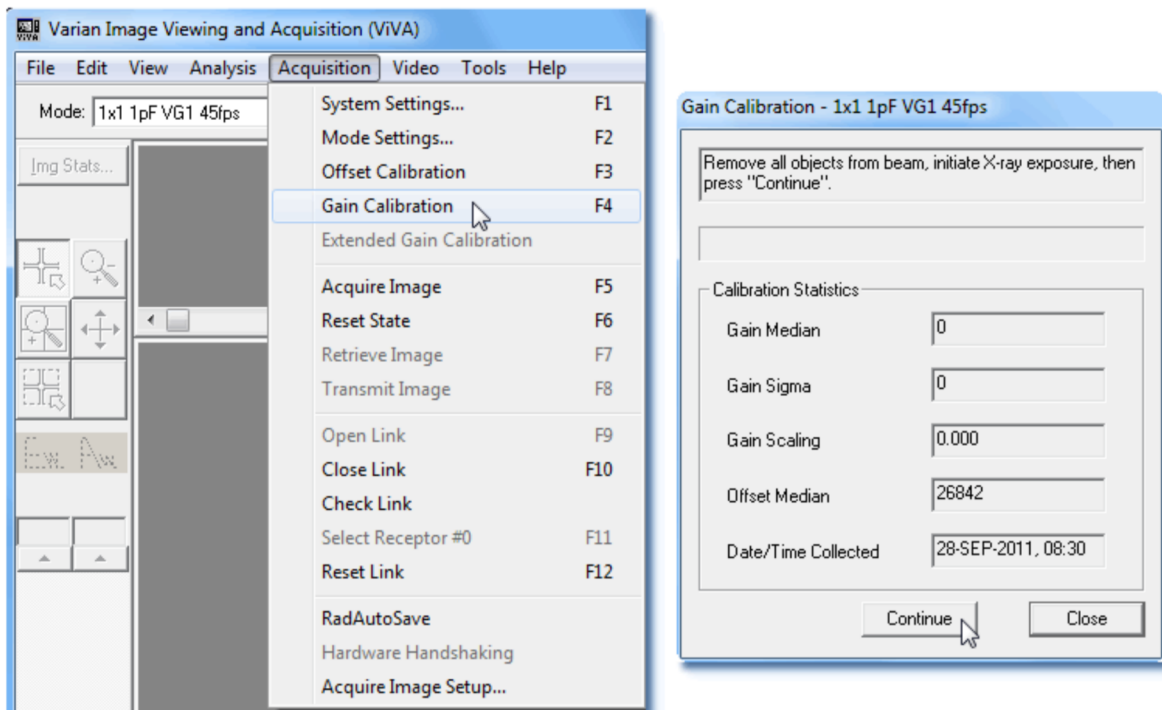 Varian Image Viewing and Acquisition (ViVA)
File Edit View Analysis Acquisition Video Tools Help
Mode: 1x1 1pF VG1 45fps
Img Stats...
System Settings... F1
Mode Settings... F2
Offset Calibration F3
Gain Calibration F4
Extended Gain Calibration
Acquire Image F5
Reset State F6
Retrieve Image F7
Transmit Image F8
Open Link F9
Close Link F10
Check Link
Select Receptor #0 F11
Reset Link F12
RadAutoSave
Hardware Handshaking
Acquire Image Setup...
Gain Calibration - 1x1 1pF VG1 45fps
Remove all objects from beam, initiate X-ray exposure, then
press "Continue".
Calibration Statistics
Gain Median 0
Gain Sigma 0
Gain Scaling 0.000
Offset Median 26842
Date/Time Collected 28-SEP-2011, 08:30
Continue Close